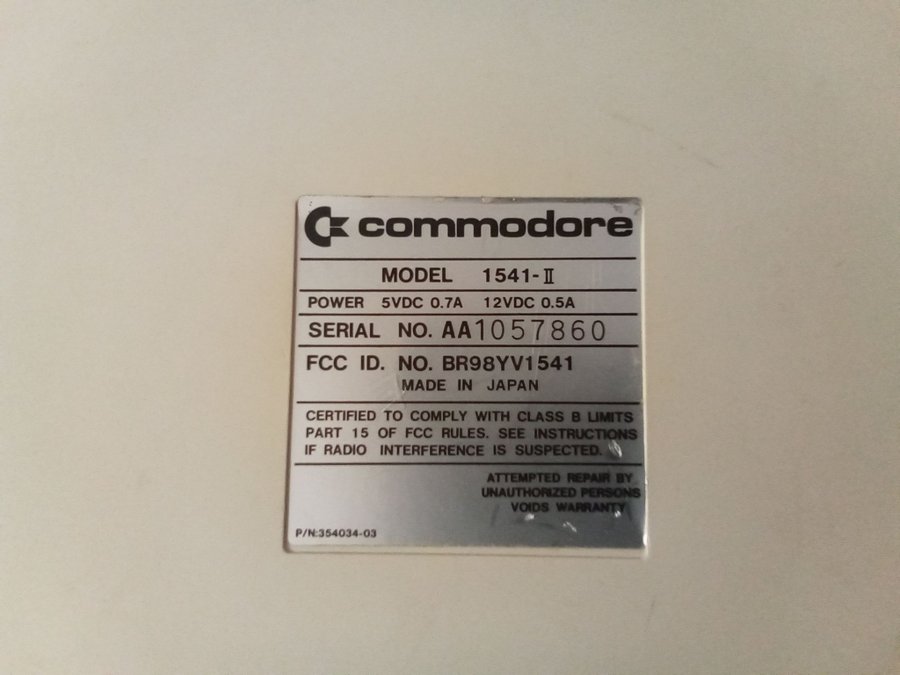 commodore
MODEL 1541-II
POWER 5VDC 0.7A 12VDC 0.5A
SERIAL NO. AA1057860
FCC ID. NO. BR98YV1541
MADE IN JAPAN
CERTIFIED TO COMPLY WITH CLASS B LIMITS
PART 15 OF FCC RULES. SEE INSTRUCTIONS
IF RADIO INTERFERENCE IS SUSPECTED.
ATTEMPTED REPAIR BY
UNAUTHORIZED PERSONS
VOIDS WARRANTY
P/N:354034-03